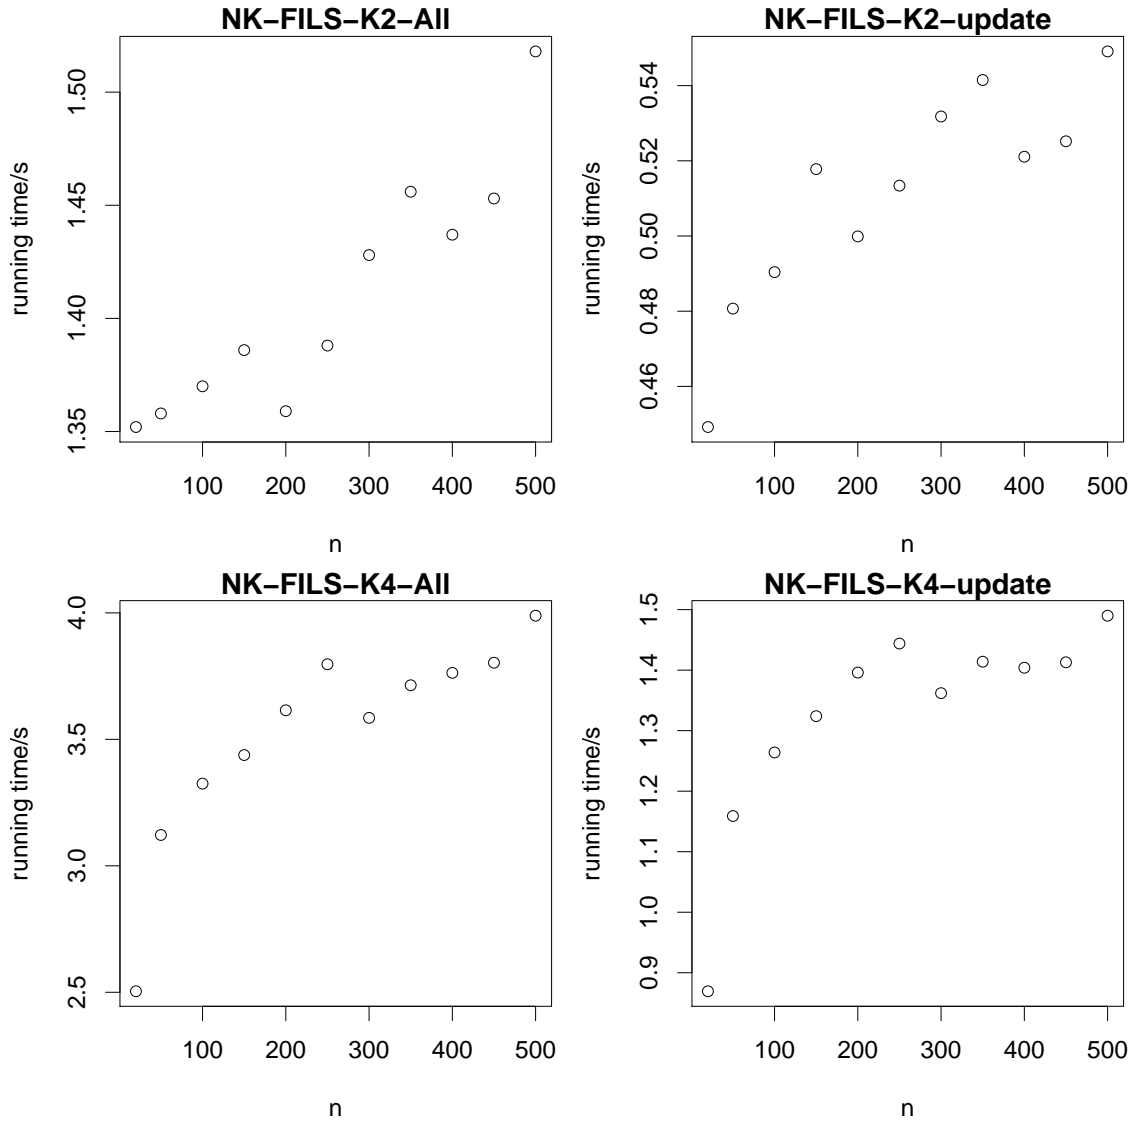 NK−FILS−K2−All
running time/s
1.50
1.45
1.40
1.35
100 200 300 400 500
n
NK−FILS−K2−update
running time/s
0.54
0.52
0.50
0.48
0.46
100 200 300 400 500
n
NK−FILS−K4−All
running time/s
4.0
3.5
3.0
2.5
100 200 300 400 500
n
NK−FILS−K4−update
running time/s
1.5
1.4
1.3
1.2
1.1
1.0
0.9
100 200 300 400 500
n